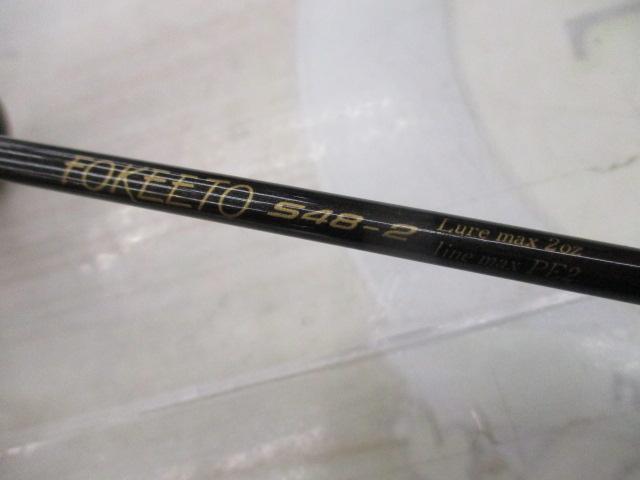 FOKEETO S48-2 Lure max 2oz
line max PE2